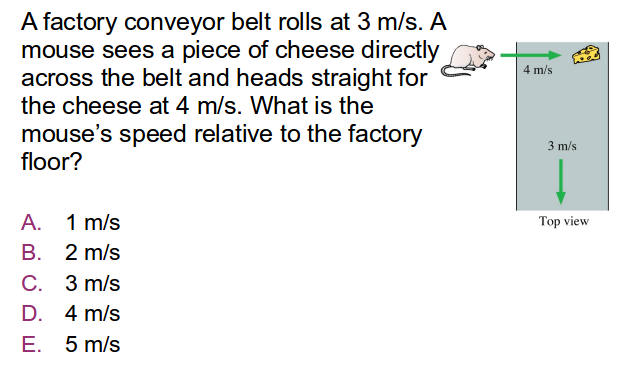 A factory conveyor belt rolls at 3 m/s. A
mouse sees a piece of cheese directly
across the belt and heads straight for
the cheese at 4 m/s. What is the
mouse’s speed relative to the factory
floor?
A. 1 m/s
B. 2 m/s
C. 3 m/s
D. 4 m/s
E. 5 m/s
4 m/s
3 m/s
Top view